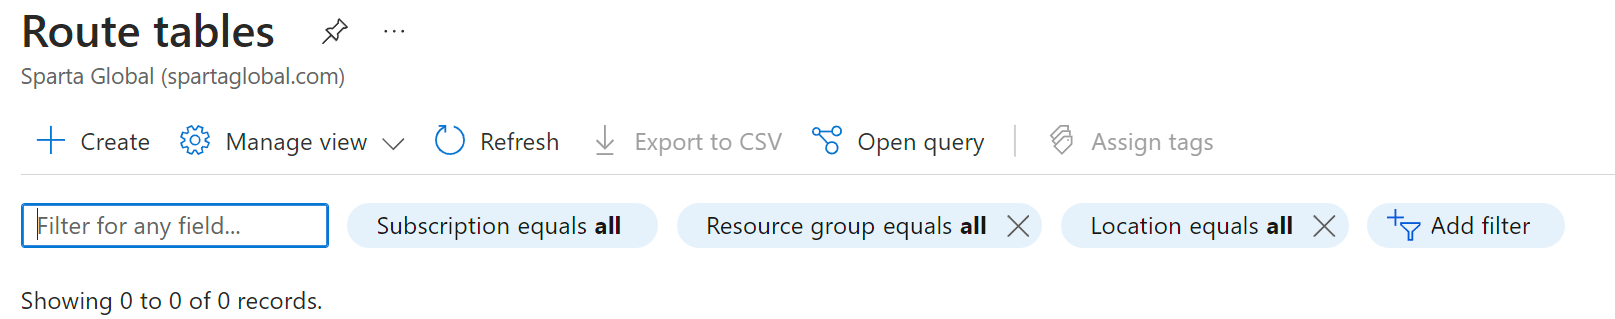 Route tables ...
Sparta Global (spartaglobal.com)
Create Manage view Refresh Export to CSV Open query Assign tags
Filter for any field... Subscription equals all Resource group equals all Location equals all Add filter
Showing 0 to 0 of 0 records.